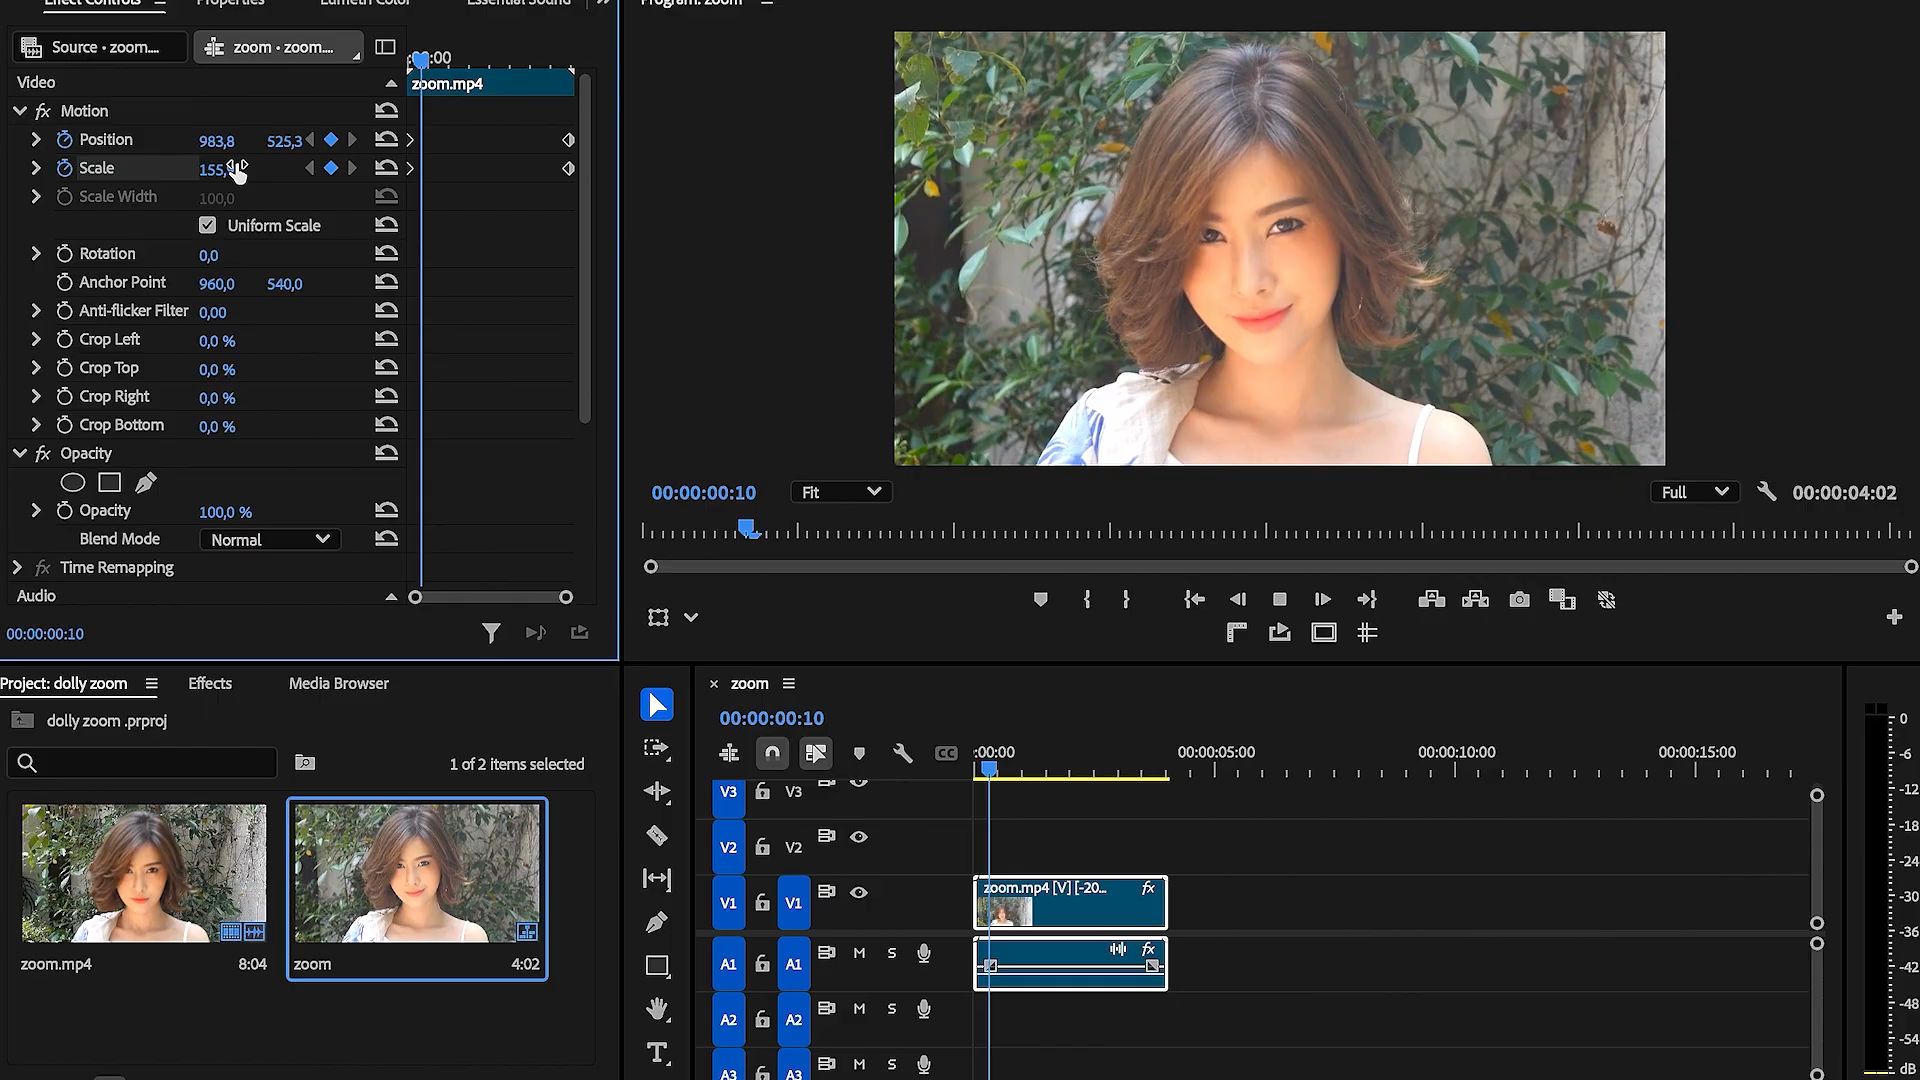 Effect Controls
Properties
Lumetri Color
Essential Sound
Program: zoom
Source • zoom....
zoom • zoom....
:00
Video
zoom.mp4
Motion
Position 983,8 525,3
Scale 155,
Scale Width 100,0
Uniform Scale
Rotation 0,0
Anchor Point 960,0 540,0
Anti-flicker Filter 0,00
Crop Left 0,0 %
Crop Top 0,0 %
Crop Right 0,0 %
Crop Bottom 0,0 %
Opacity
Opacity 100,0 %
Blend Mode Normal
Time Remapping
Audio
00:00:00:10
00:00:00:10 Fit Full 00:00:04:02
Project: dolly zoom
Effects
Media Browser
dolly zoom .prproj
1 of 2 items selected
zoom.mp4 8:04
zoom 4:02
× zoom
00:00:00:10
CC
:00:00 00:00:05:00 00:00:10:00 00:00:15:00
V3 V3
V2 V2
V1 V1
zoom.mp4 [V] [-20... fx
A1 A1 M S
fx
A2 A2 M S
A3 A3 M S
T
0
-6
-12
-18
-24
-30
-36
-42
-48
-54
dB